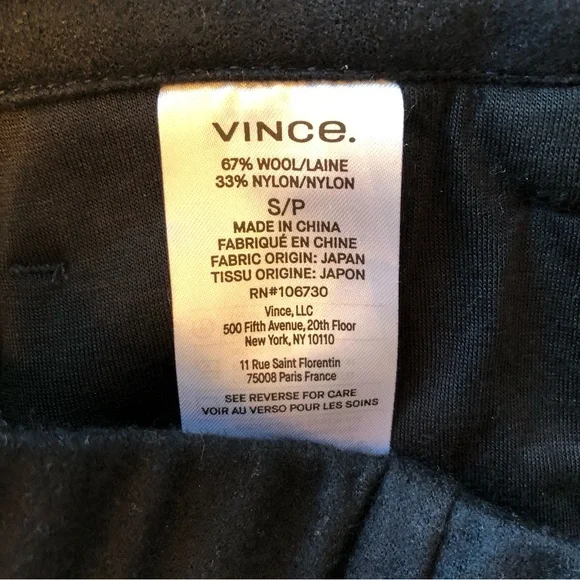 VINCE.
67% WOOL/LAINE
33% NYLON/NYLON
S/P
MADE IN CHINA
FABRIQUÉ EN CHINE
FABRIC ORIGIN: JAPAN
TISSU ORIGINE: JAPON
RN#106730
Vince, LLC
500 Fifth Avenue, 20th Floor
New York, NY 10110
11 Rue Saint Florentin
75008 Paris France
SEE REVERSE FOR CARE
VOIR AU VERSO POUR LES SOINS